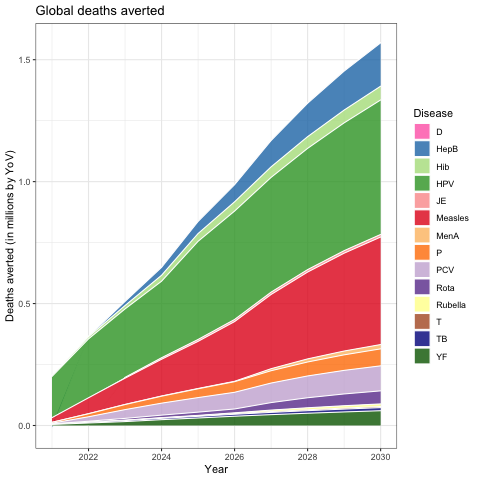 Global deaths averted
Deaths averted (in millions by YoV)
1.5
1.0
0.5
0.0
2022
2024
2026
2028
2030
Year
Disease
D
HepB
Hib
HPV
JE
Measles
MenA
P
PCV
Rota
Rubella
T
TB
YF